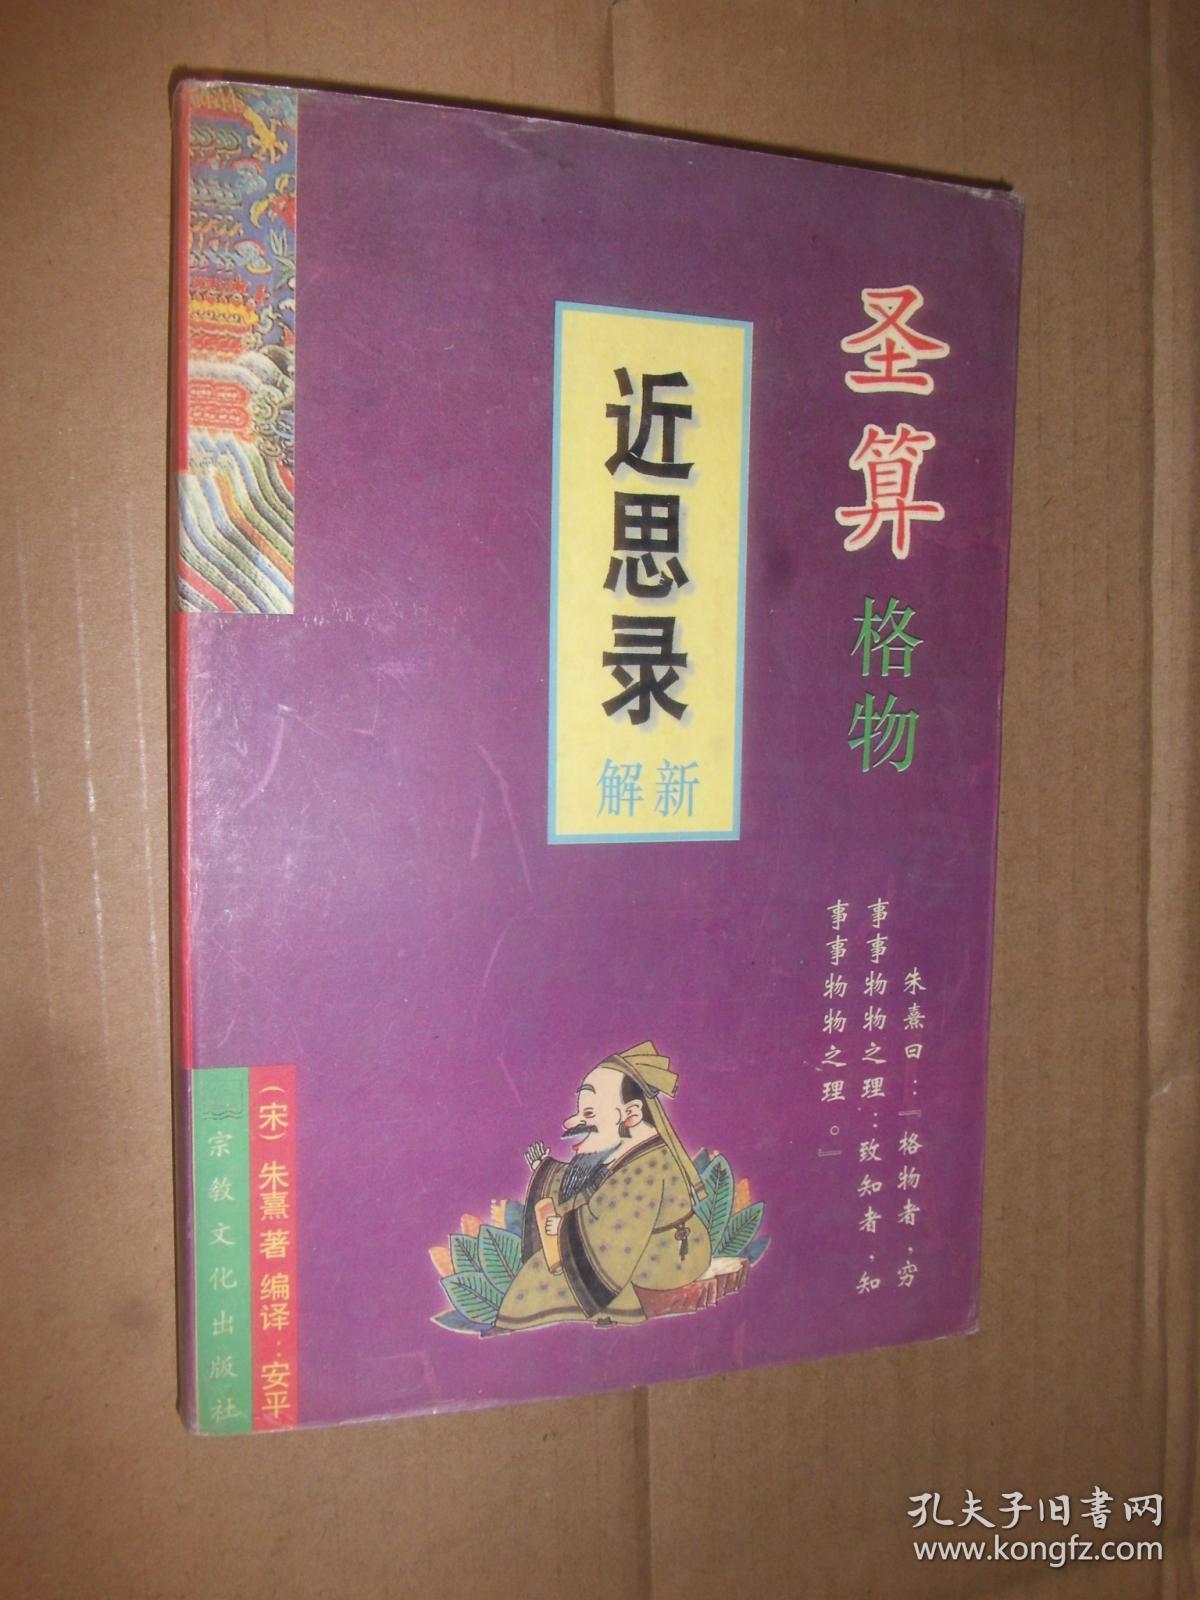 圣算
格物
近思录
解新
朱熹曰：『格物者，穷
事事物物之理：致知者，知
事事物物之理。』
（宋）朱熹著 编译：安平
宗教文化出版社
孔夫子旧书网
www.kongfz.com